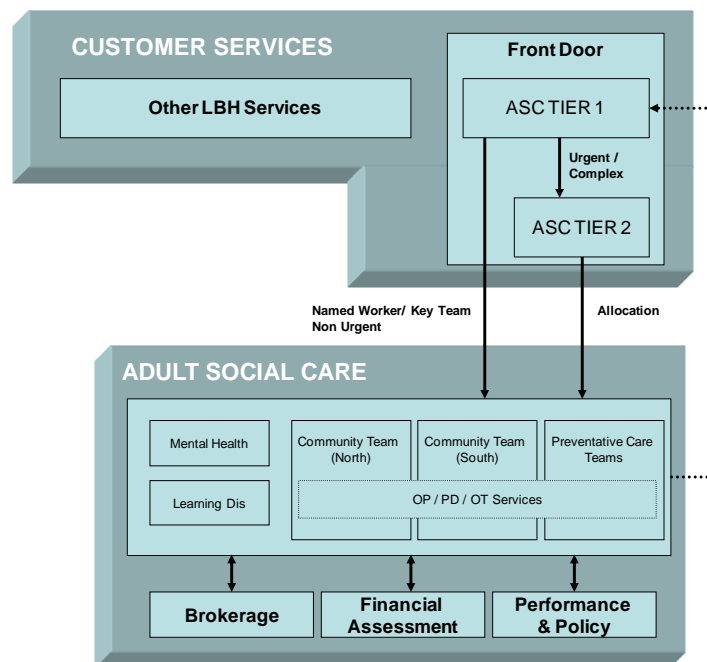 CUSTOMER SERVICES
Front Door
Other LBH Services
ASC TIER 1
Urgent /
Complex
ASC TIER 2
Named Worker/ Key Team
Non Urgent
Allocation
ADULT SOCIAL CARE
Mental Health
Learning Dis
Community Team
(North)
Community Team
(South)
Preventative Care
Teams
OP / PD / OT Services
Brokerage
Financial
Assessment
Performance
& Policy